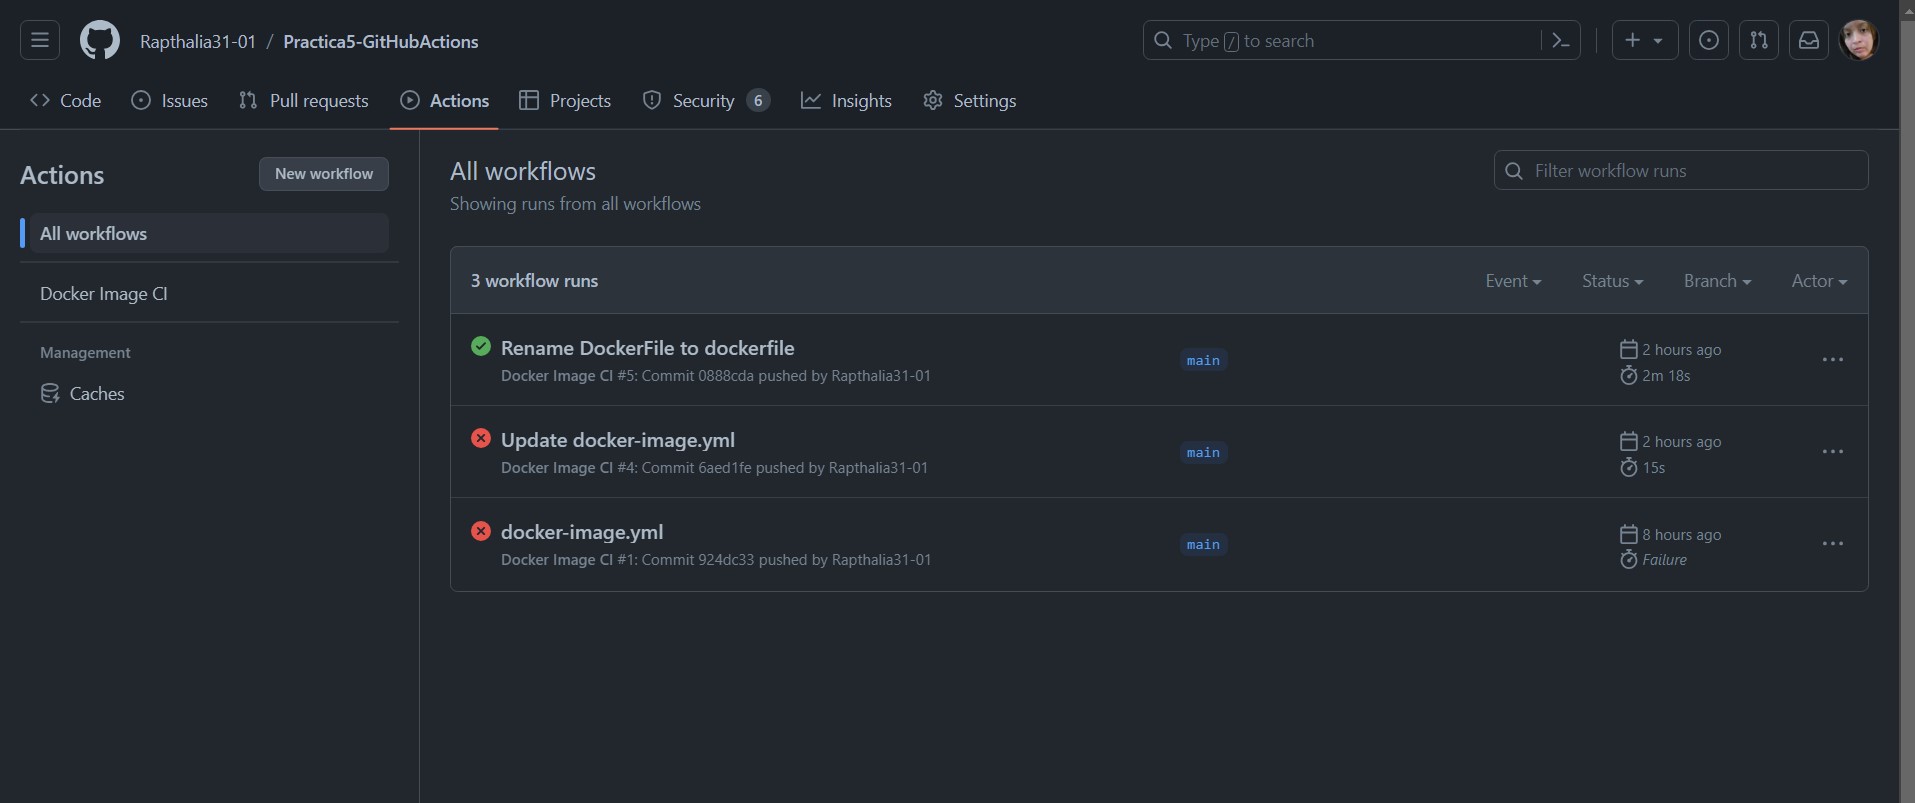 Rapthalia31-01 / Practica5-GitHubActions
Type / to search
Code
Issues
Pull requests
Actions
Projects
Security 6
Insights
Settings
Actions
New workflow
All workflows
Docker Image CI
Management
Caches
All workflows
Showing runs from all workflows
Filter workflow runs
3 workflow runs
Event
Status
Branch
Actor
Rename DockerFile to dockerfile
Docker Image CI #5: Commit 0888cda pushed by Rapthalia31-01
main
2 hours ago
2m 18s
Update docker-image.yml
Docker Image CI #4: Commit 6aed1fe pushed by Rapthalia31-01
main
2 hours ago
15s
docker-image.yml
Docker Image CI #1: Commit 924dc33 pushed by Rapthalia31-01
main
8 hours ago
Failure